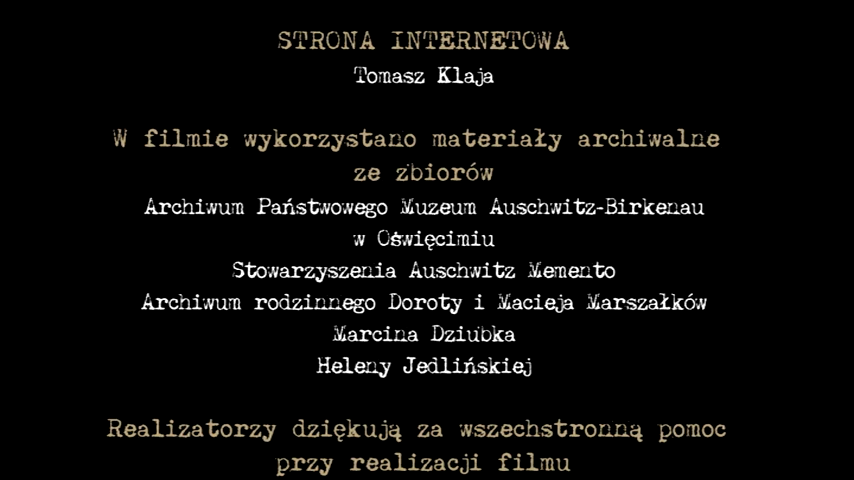 STRONA INTERNETOWA
Tomasz Klaja
W filmie wykorzystano materiały archiwalne
ze zbiorów
Archiwum Państwowego Muzeum Auschwitz-Birkenau
w Oświęcimiu
Stowarzyszenia Auschwitz Memento
Archiwum rodzinnego Doroty i Macieja Marszałków
Marcina Dziubka
Heleny Jedlińskiej
Realizatorzy dziękują za wszechstronną pomoc
przy realizacji filmu